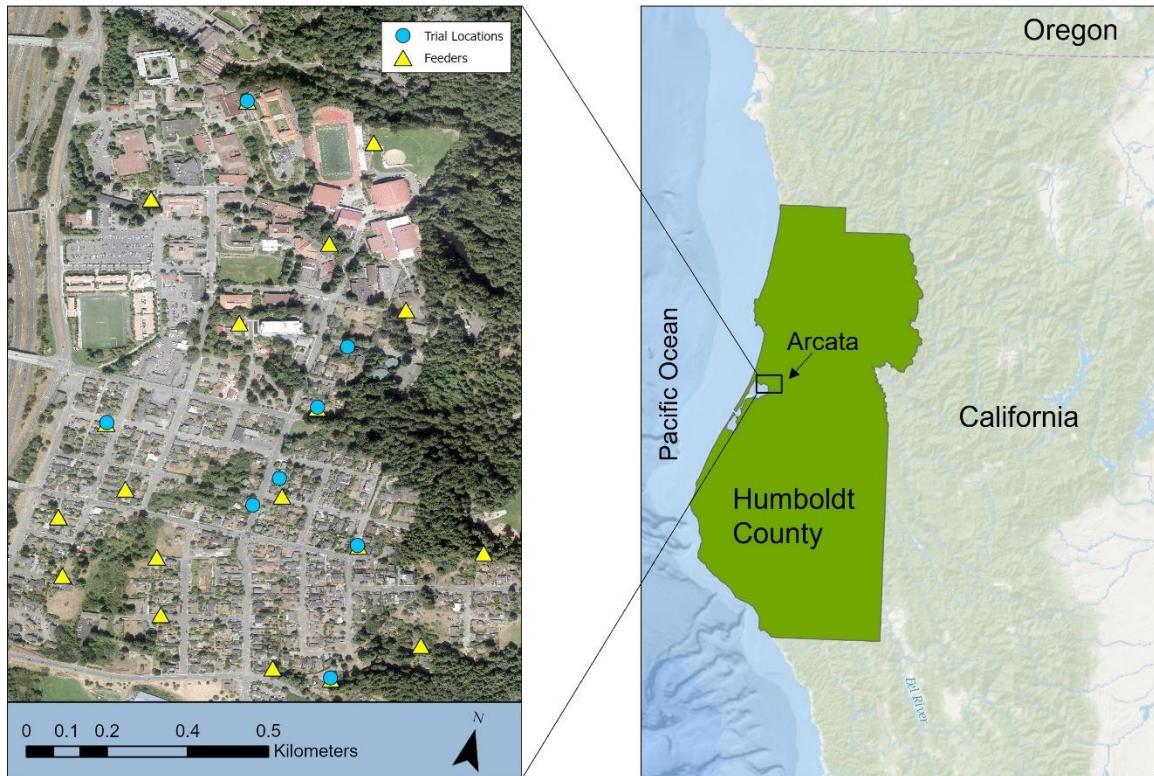 Trial Locations
Feeders
0 0.1 0.2 0.4 0.5
Kilometers
N
Oregon
Pacific Ocean
Arcata
California
Humboldt
County
Eel River